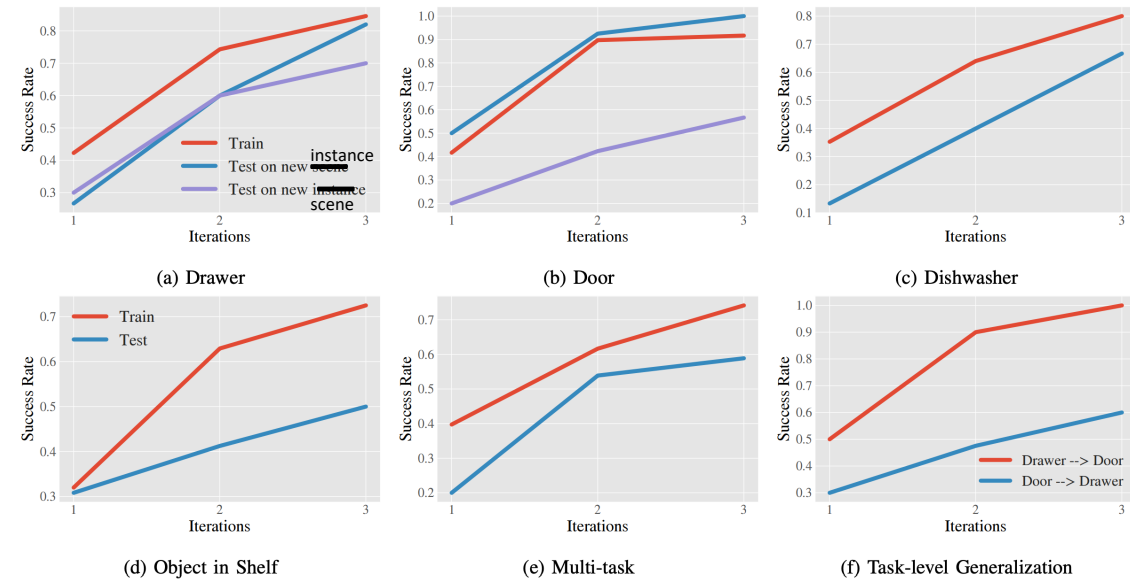 Success Rate
0.8
0.7
0.6
0.5
0.4
0.3
1 2 3
Iterations
Train
instance
Test on new scene
Test on new instance
scene
(a) Drawer
Success Rate
1.0
0.9
0.8
0.7
0.6
0.5
0.4
0.3
0.2
1 2 3
Iterations
(b) Door
Success Rate
0.8
0.7
0.6
0.5
0.4
0.3
0.2
0.1
1 2 3
Iterations
(c) Dishwasher
Success Rate
0.7
0.6
0.5
0.4
0.3
1 2 3
Iterations
Train
Test
(d) Object in Shelf
Success Rate
0.7
0.6
0.5
0.4
0.3
0.2
1 2 3
Iterations
(e) Multi-task
Success Rate
1.0
0.9
0.8
0.7
0.6
0.5
0.4
0.3
1 2 3
Iterations
Drawer --> Door
Door --> Drawer
(f) Task-level Generalization